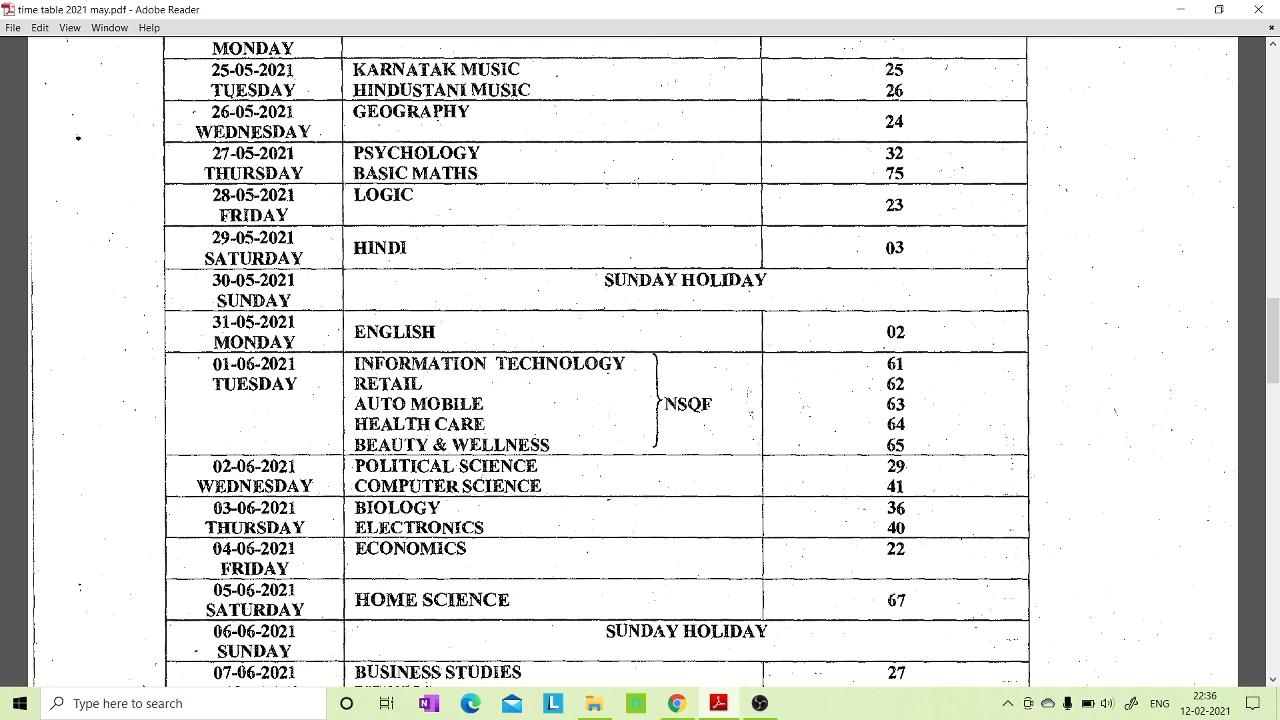 time table 2021 may.pdf - Adobe Reader
File Edit View Window Help
MONDAY
25-05-2021 KARNATAK MUSIC 25
TUESDAY HINDUSTANI MUSIC 26
26-05-2021 GEOGRAPHY
WEDNESDAY 24
27-05-2021 PSYCHOLOGY 32
THURSDAY BASIC MATHS 75
28-05-2021 LOGIC
FRIDAY 23
29-05-2021
SATURDAY HINDI 03
30-05-2021 SUNDAY HOLIDAY
SUNDAY
31-05-2021
MONDAY ENGLISH 02
01-06-2021 INFORMATION TECHNOLOGY 61
TUESDAY RETAIL 62
AUTO MOBILE NSQF 63
HEALTH CARE 64
BEAUTY & WELLNESS 65
02-06-2021 POLITICAL SCIENCE 29
WEDNESDAY COMPUTER SCIENCE 41
03-06-2021 BIOLOGY 36
THURSDAY ELECTRONICS 40
04-06-2021 ECONOMICS 22
FRIDAY
05-06-2021
SATURDAY HOME SCIENCE 67
06-06-2021 SUNDAY HOLIDAY
SUNDAY
07-06-2021 BUSINESS STUDIES 27
Type here to search
ENG
22:36
12-02-2021